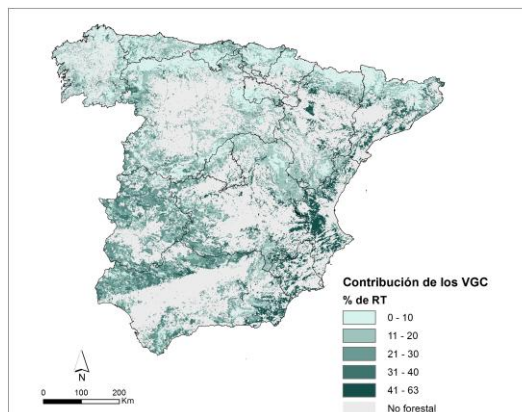 Contribución de los VGC
% de RT
0 - 10
11 - 20
21 - 30
31 - 40
41 - 63
No forestal
N
0 100 200
Km